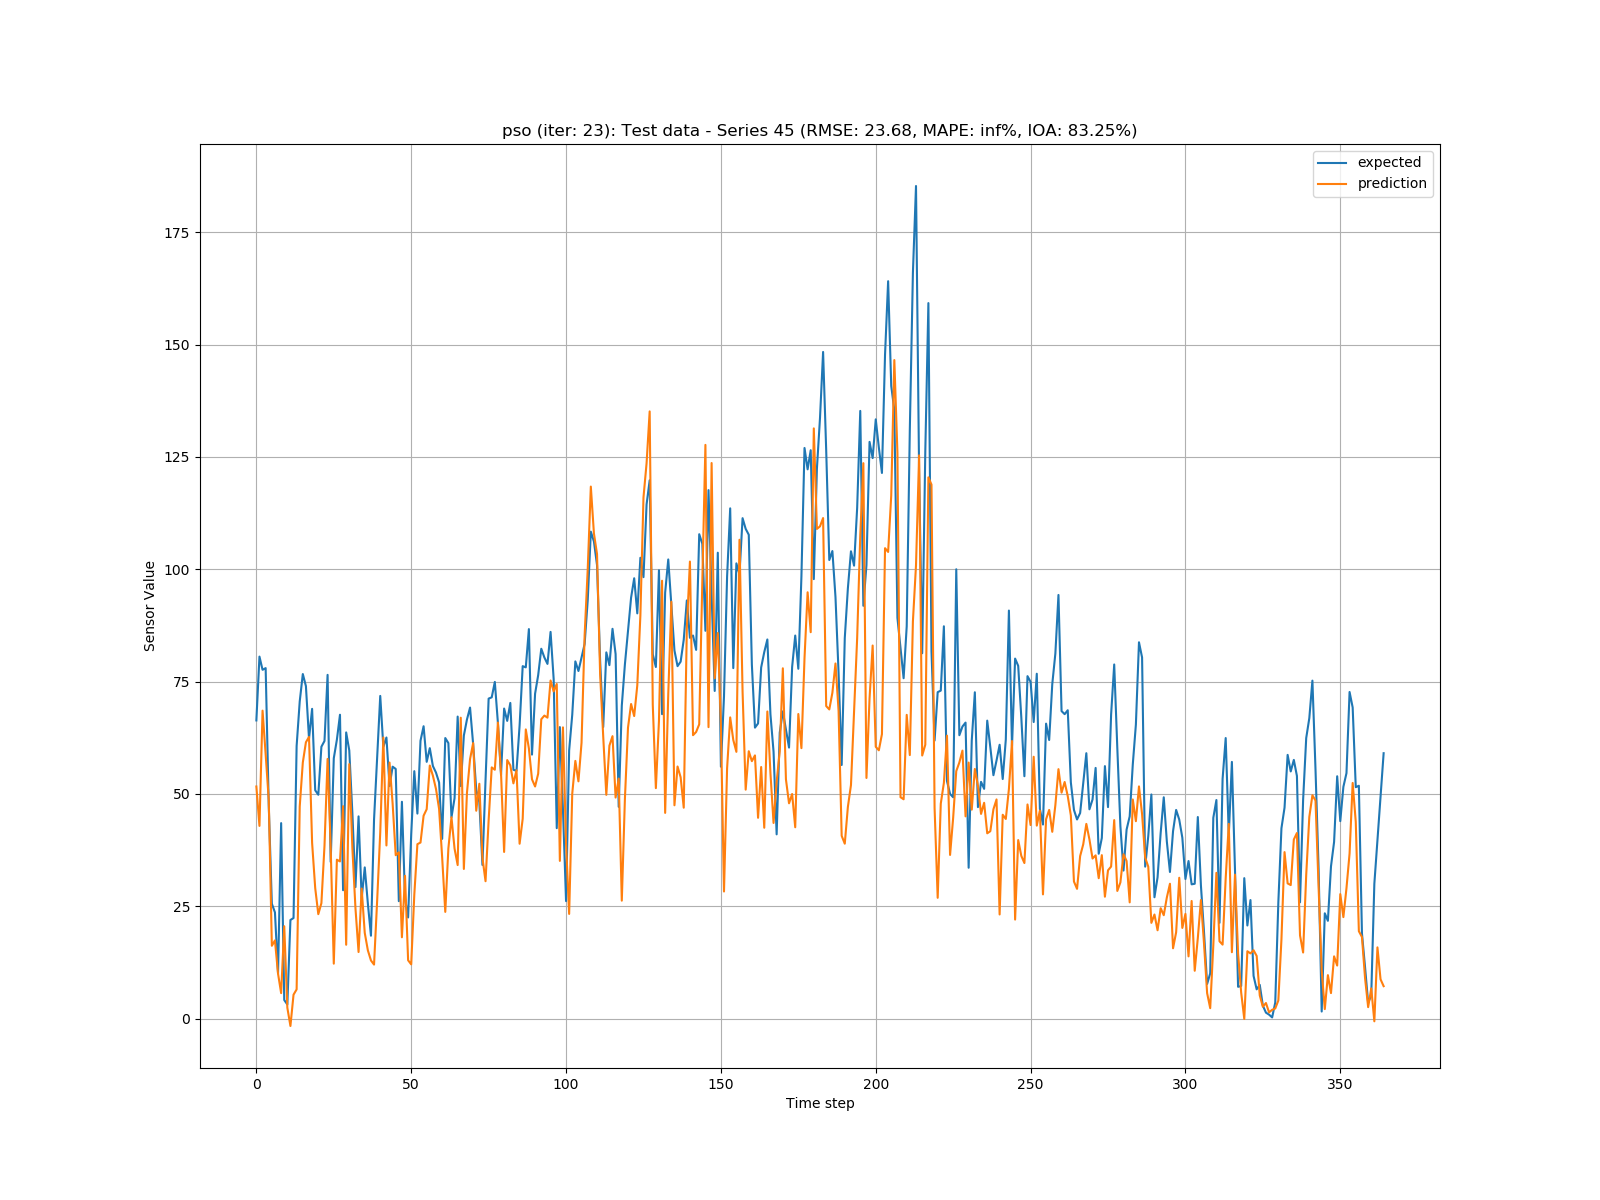 pso (iter: 23): Test data - Series 45 (RMSE: 23.68, MAPE: inf%, IOA: 83.25%)
expected
prediction
175
150
125
100
75
50
25
0
Sensor Value
0 50 100 150 200 250 300 350
Time step